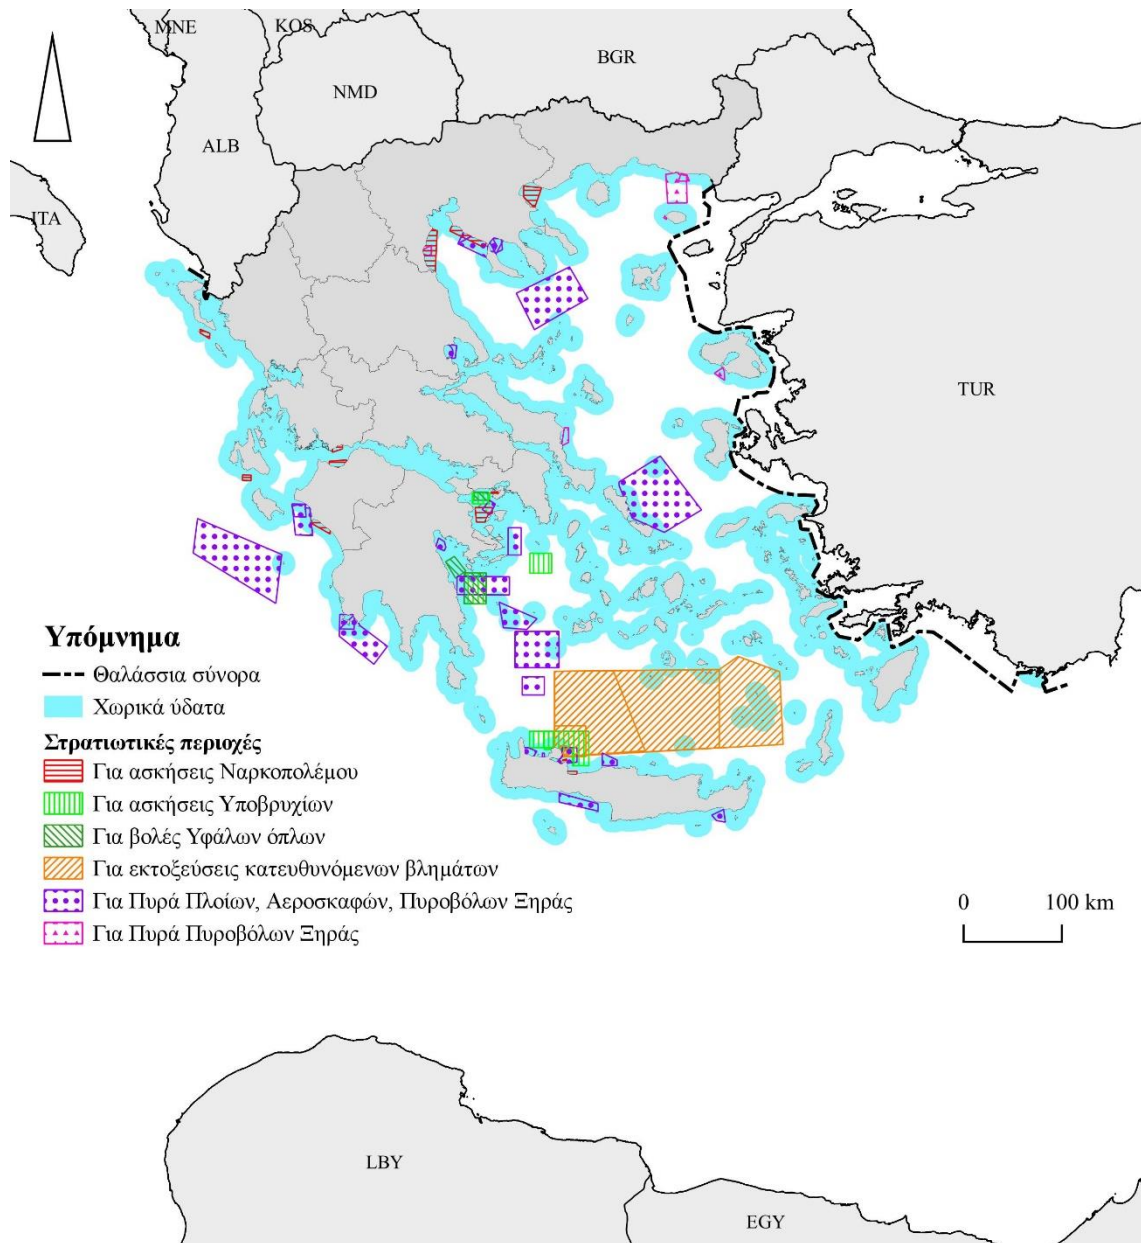 MNE
KOS
BGR
NMD
ALB
ITA
TUR
Υπόμνημα
Θαλάσσια σύνορα
Χωρικά ύδατα
Στρατιωτικές περιοχές
Για ασκήσεις Ναρκοπολέμου
Για ασκήσεις Υποβρυχίων
Για βολές Υφάλων όπλων
Για εκτοξεύσεις κατευθυνόμενων βλημάτων
Για Πυρά Πλοίων, Αεροσκαφών, Πυροβόλων Ξηράς
Για Πυρά Πυροβόλων Ξηράς
0 100 km
LBY
EGY